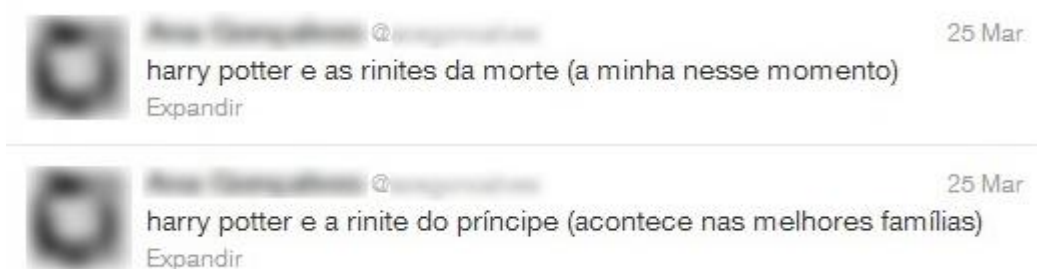 25 Mar
harry potter e as rinites da morte (a minha nesse momento)
Expandir
25 Mar
harry potter e a rinite do príncipe (acontece nas melhores famílias)
Expandir